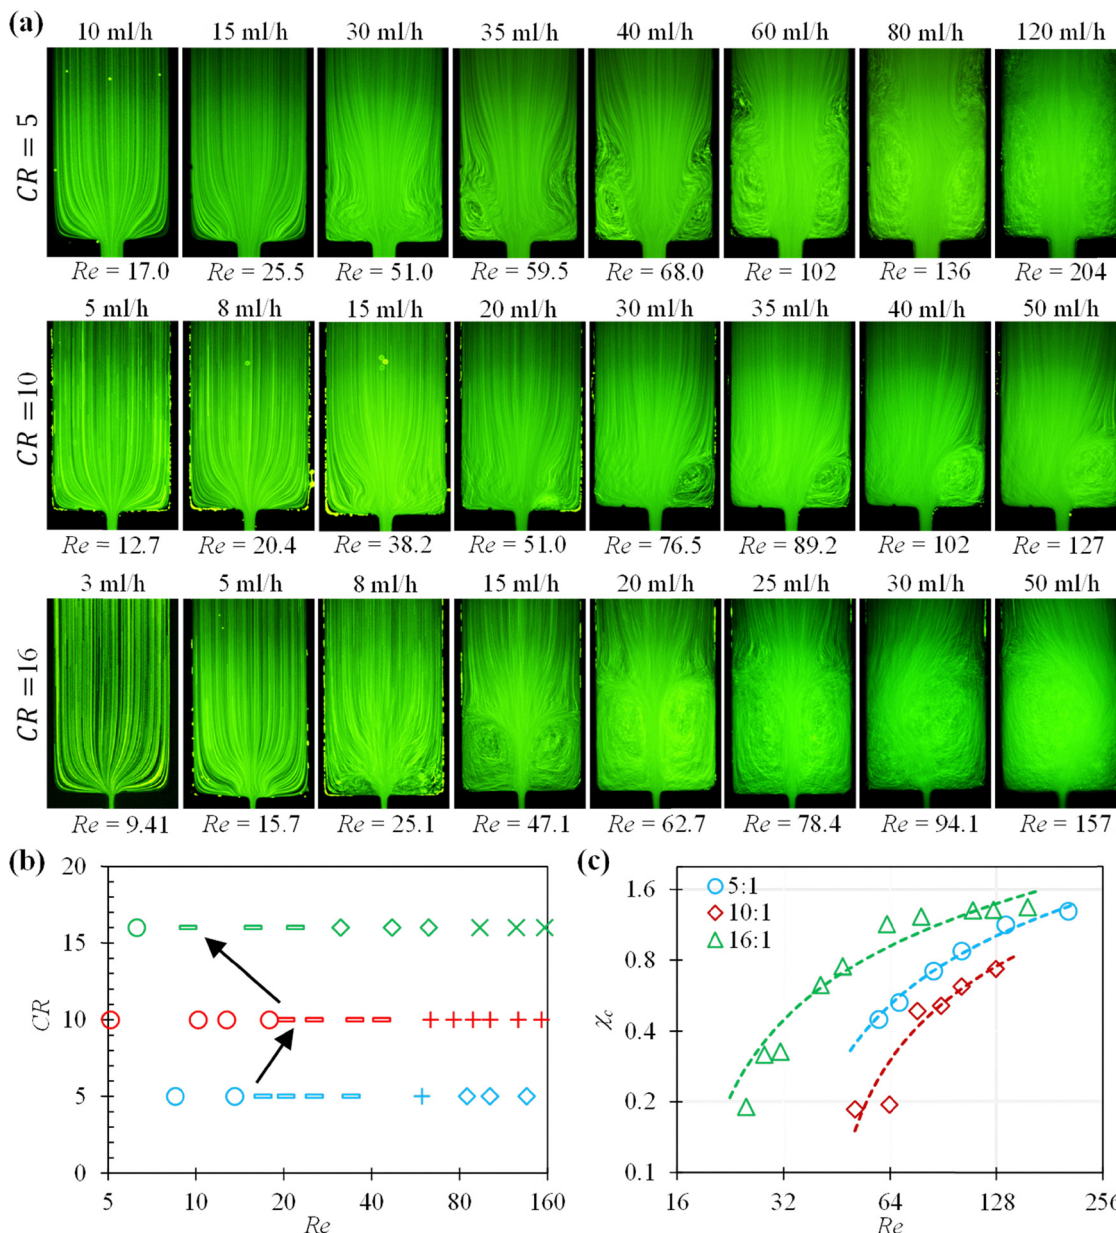 (a)
10 ml/h 15 ml/h 30 ml/h 35 ml/h 40 ml/h 60 ml/h 80 ml/h 120 ml/h
CR = 5
Re = 17.0 Re = 25.5 Re = 51.0 Re = 59.5 Re = 68.0 Re = 102 Re = 136 Re = 204
5 ml/h 8 ml/h 15 ml/h 20 ml/h 30 ml/h 35 ml/h 40 ml/h 50 ml/h
CR = 10
Re = 12.7 Re = 20.4 Re = 38.2 Re = 51.0 Re = 76.5 Re = 89.2 Re = 102 Re = 127
3 ml/h 5 ml/h 8 ml/h 15 ml/h 20 ml/h 25 ml/h 30 ml/h 50 ml/h
CR = 16
Re = 9.41 Re = 15.7 Re = 25.1 Re = 47.1 Re = 62.7 Re = 78.4 Re = 94.1 Re = 157
(b)
20
15
10
5
0
CR
5 10 20 40 80 160
Re
(c)
5:1
10:1
16:1
1.6
0.8
0.4
0.2
0.1
χc
16 32 64 128 256
Re